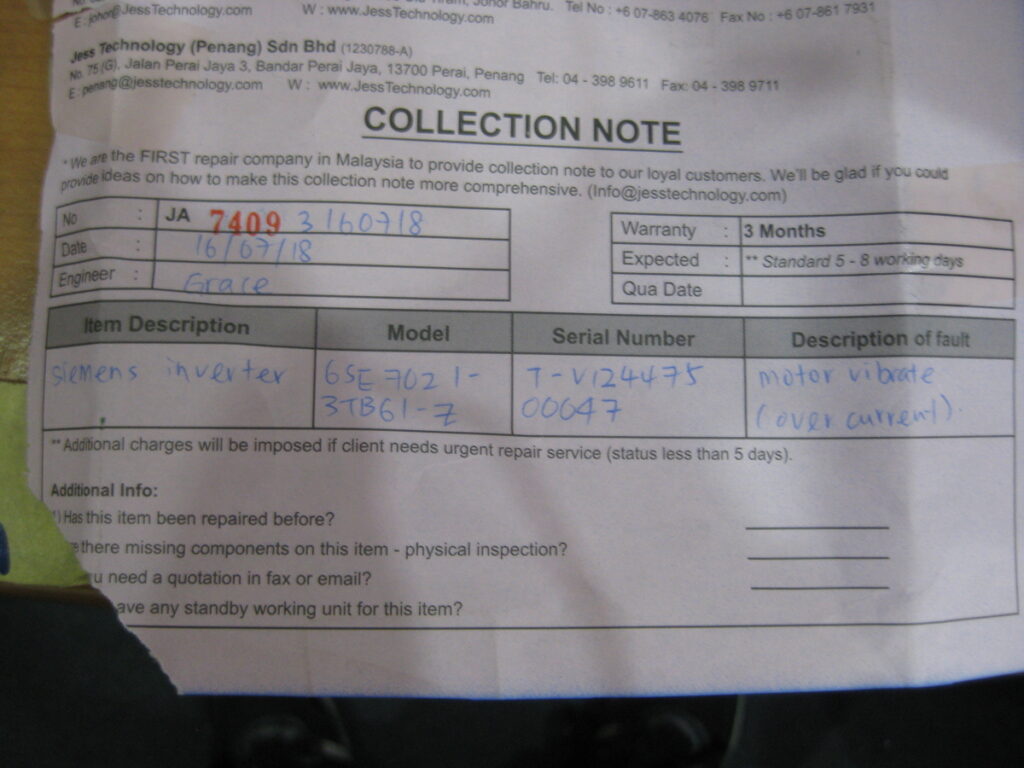 Johor Bahru. Tel No : +6 07-863 4076 Fax No : +6 07-861 7931
E : johor@JessTechnology.com W : www.JessTechnology.com
Jess Technology (Penang) Sdn Bhd (1230788-A)
No. 75 (G), Jalan Perai Jaya 3, Bandar Perai Jaya, 13700 Perai, Penang Tel: 04 - 398 9611 Fax: 04 - 398 9711
E : penang@jesstechnology.com W : www.JessTechnology.com
COLLECTION NOTE
*We are the FIRST repair company in Malaysia to provide collection note to our loyal customers. We'll be glad if you could
provide ideas on how to make this collection note more comprehensive. (Info@jesstechnology.com)
No : JA 7409 3160718
Date : 16/07/18
Engineer : Grace
Warranty : 3 Months
Expected : ** Standard 5 - 8 working days
Qua Date
Item Description Model Serial Number Description of fault
siemens inverter 6SE7021- T-V124475 motor vibrate
3TB61-Z 00047 (over current).
**Additional charges will be imposed if client needs urgent repair service (status less than 5 days).
Additional Info:
) Has this item been repaired before?
there missing components on this item - physical inspection?
u need a quotation in fax or email?
ave any standby working unit for this item?